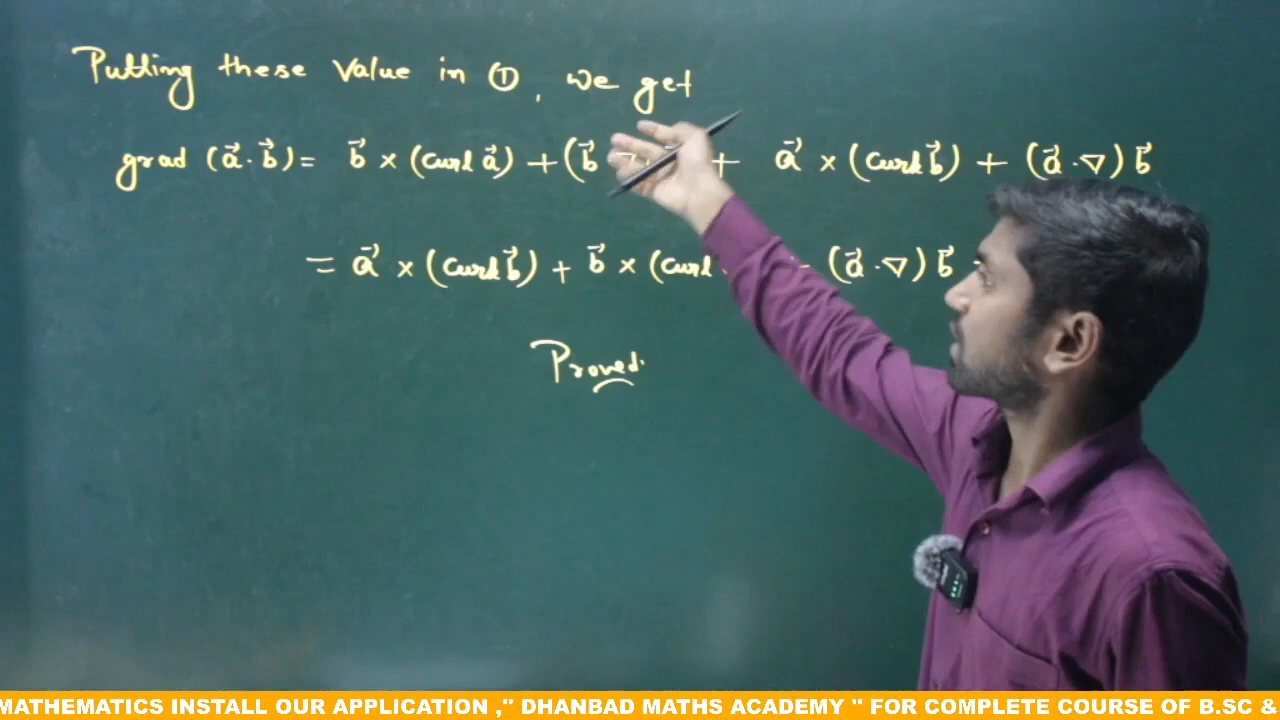 Putting these value in ①, we get
grad (a⃗ · b⃗) = b⃗ × (curl a⃗) + (b⃗ + a⃗ × (curl b⃗) + (a⃗ · ∇) b⃗
= a⃗ × (curl b⃗) + b⃗ × (curl (a⃗ · ∇) b⃗
Proved.
MATHEMATICS INSTALL OUR APPLICATION ," DHANBAD MATHS ACADEMY " FOR COMPLETE COURSE OF B.SC &